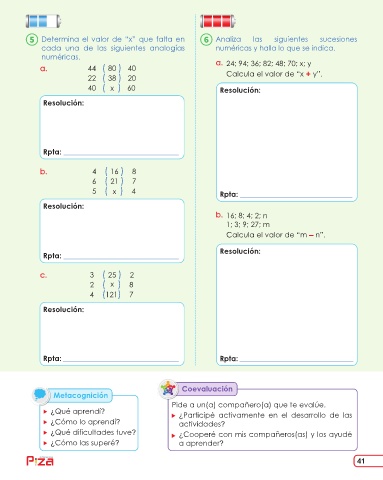 5 Determina el valor de "x" que falta en
cada una de las siguientes analogías
numéricas.
a. 44 ( 80 ) 40
22 ( 38 ) 20
40 ( x ) 60
Resolución:
Rpta:
b. 4 ( 16 ) 8
6 ( 21 ) 7
5 ( x ) 4
Resolución:
Rpta:
c. 3 ( 25 ) 2
2 ( x ) 8
4 (121) 7
Resolución:
Rpta:
6 Analiza las siguientes sucesiones
numéricas y halla lo que se indica.
a. 24; 94; 36; 82; 48; 70; x; y
Calcula el valor de "x + y".
Resolución:
Rpta:
b. 16; 8; 4; 2; n
1; 3; 9; 27; m
Calcula el valor de "m – n".
Resolución:
Rpta:
Metacognición
¿Qué aprendí?
¿Cómo lo aprendí?
¿Qué dificultades tuve?
¿Cómo las superé?
Coevaluación
Pide a un(a) compañero(a) que te evalúe.
¿Participé activamente en el desarrollo de las
actividades?
¿Cooperé con mis compañeros(as) y los ayudé
a aprender?
41